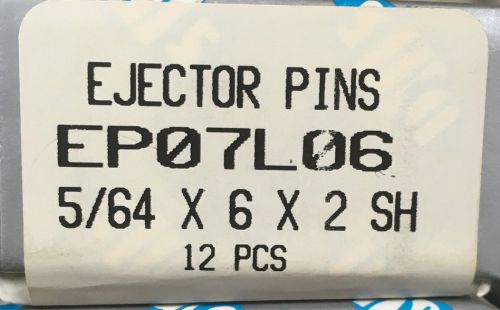 EJECTOR PINS
EP07L06
5/64 X 6 X 2 SH
12 PCS